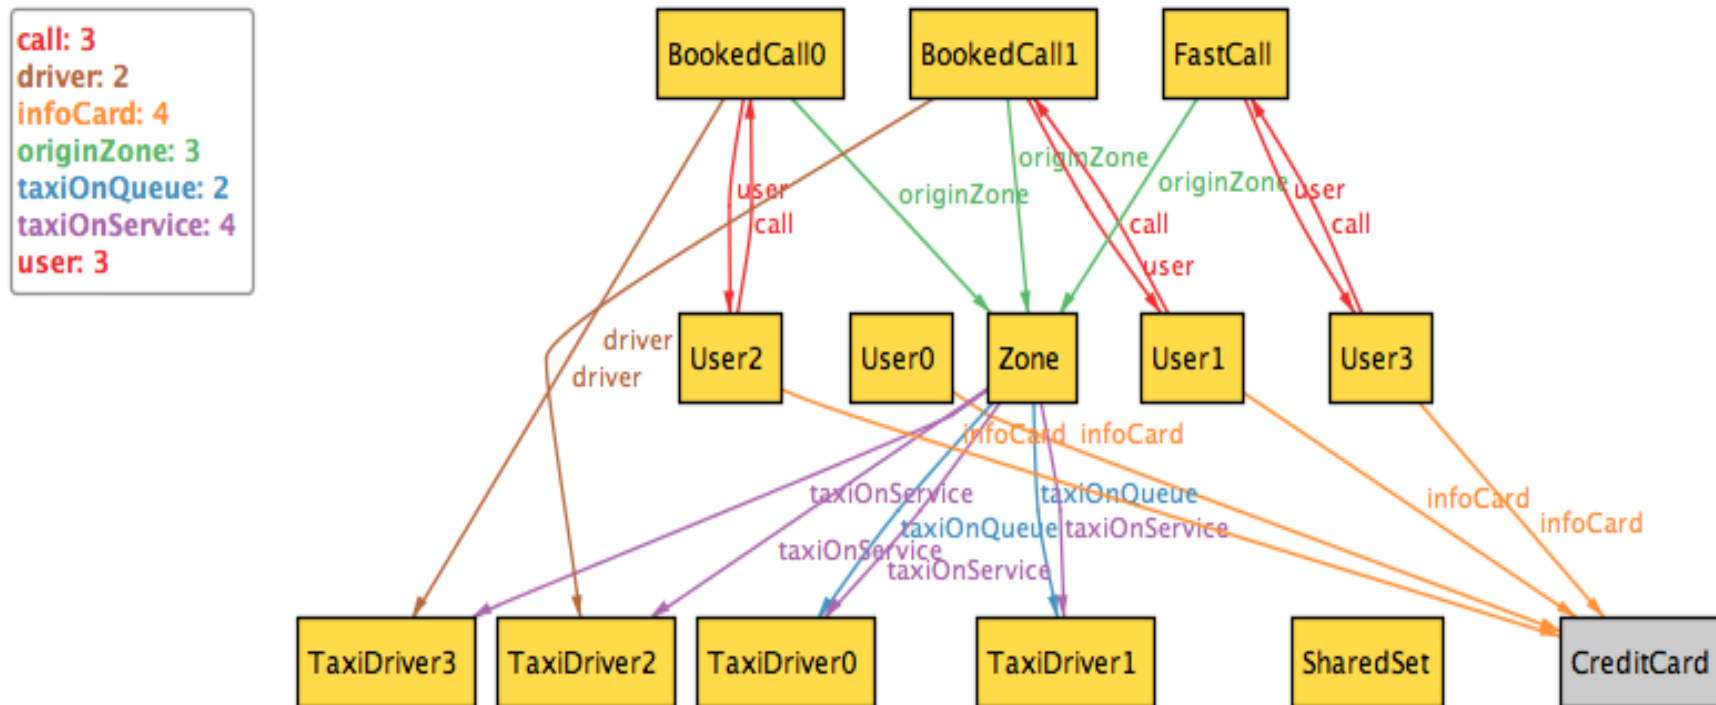 call: 3
driver: 2
infoCard: 4
originZone: 3
taxiOnQueue: 2
taxiOnService: 4
user: 3
BookedCall0
BookedCall1
FastCall
originZone
originZone
originZone
user
user
call
call
call
user
driver
driver
User2
User0
Zone
User1
User3
infoCard
infoCard
taxiOnService
taxiOnQueue
infoCard
infoCard
taxiOnQueue
taxiOnService
taxiOnService
taxiOnService
TaxiDriver3
TaxiDriver2
TaxiDriver0
TaxiDriver1
SharedSet
CreditCard